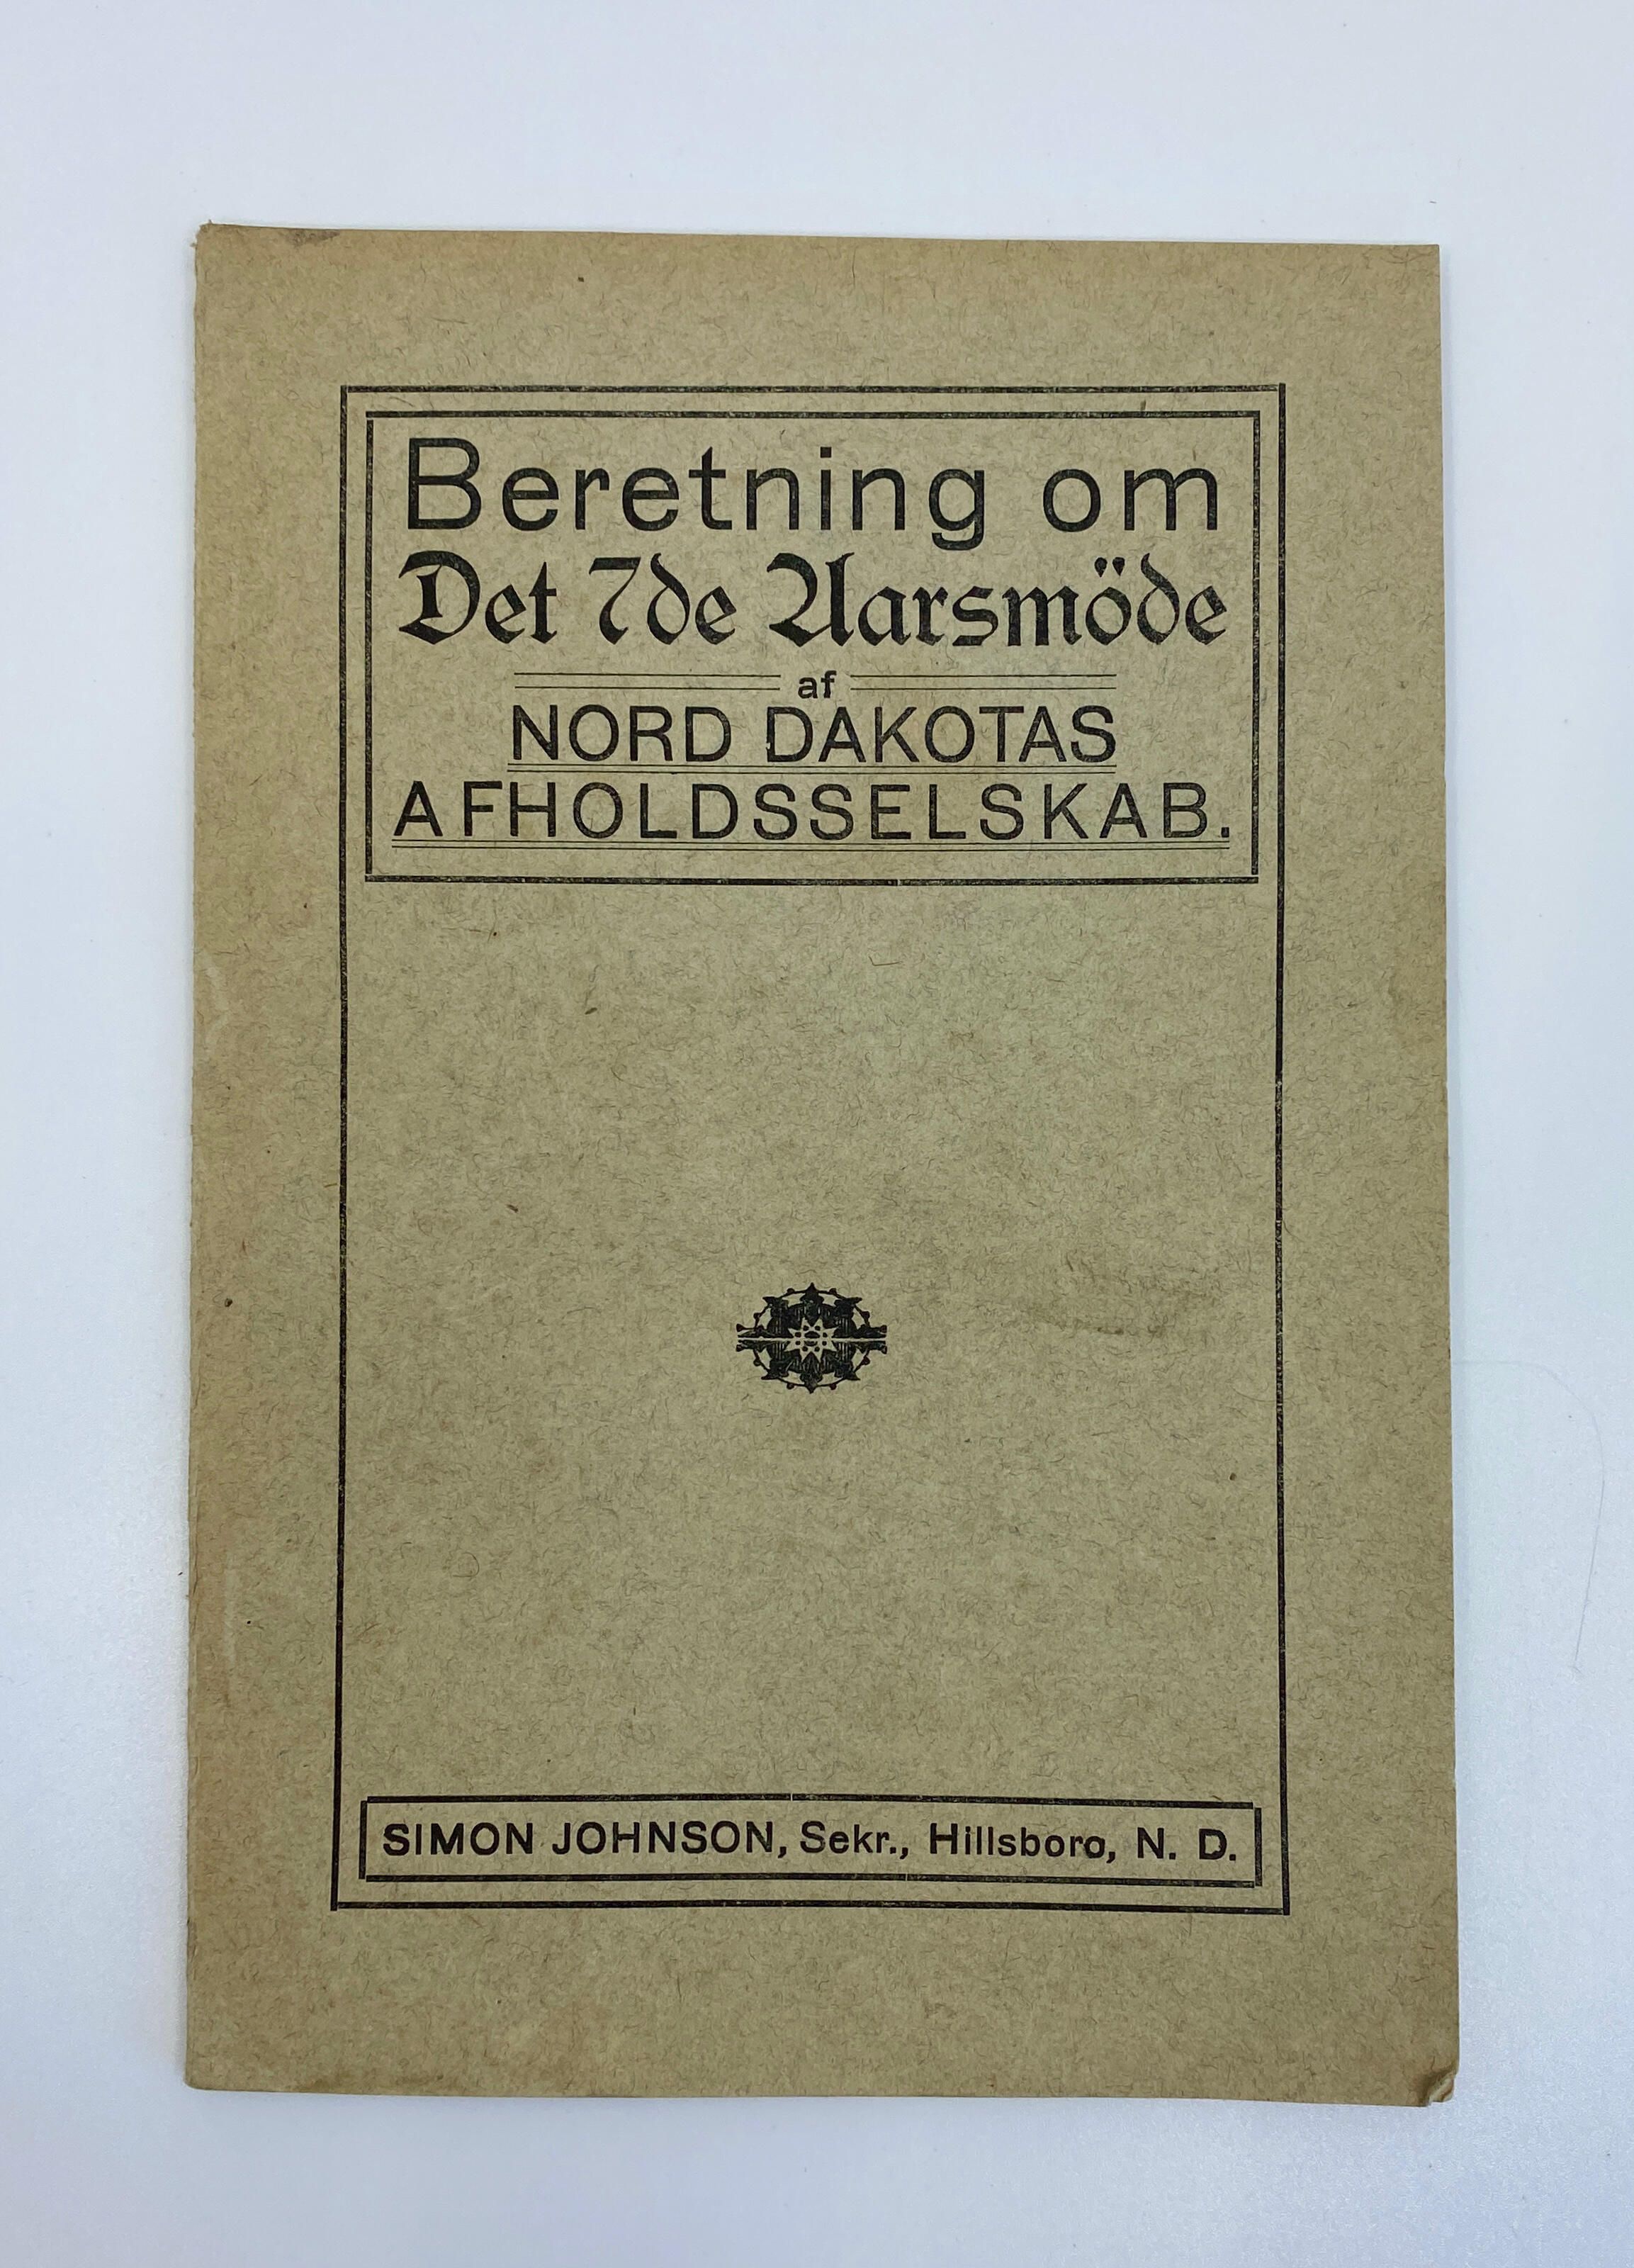 Beretning om
Det 7de Aarsmöde
af
NORD DAKOTAS
AFHOLDSSELSKAB.
SIMON JOHNSON, Sekr., Hillsboro, N. D.